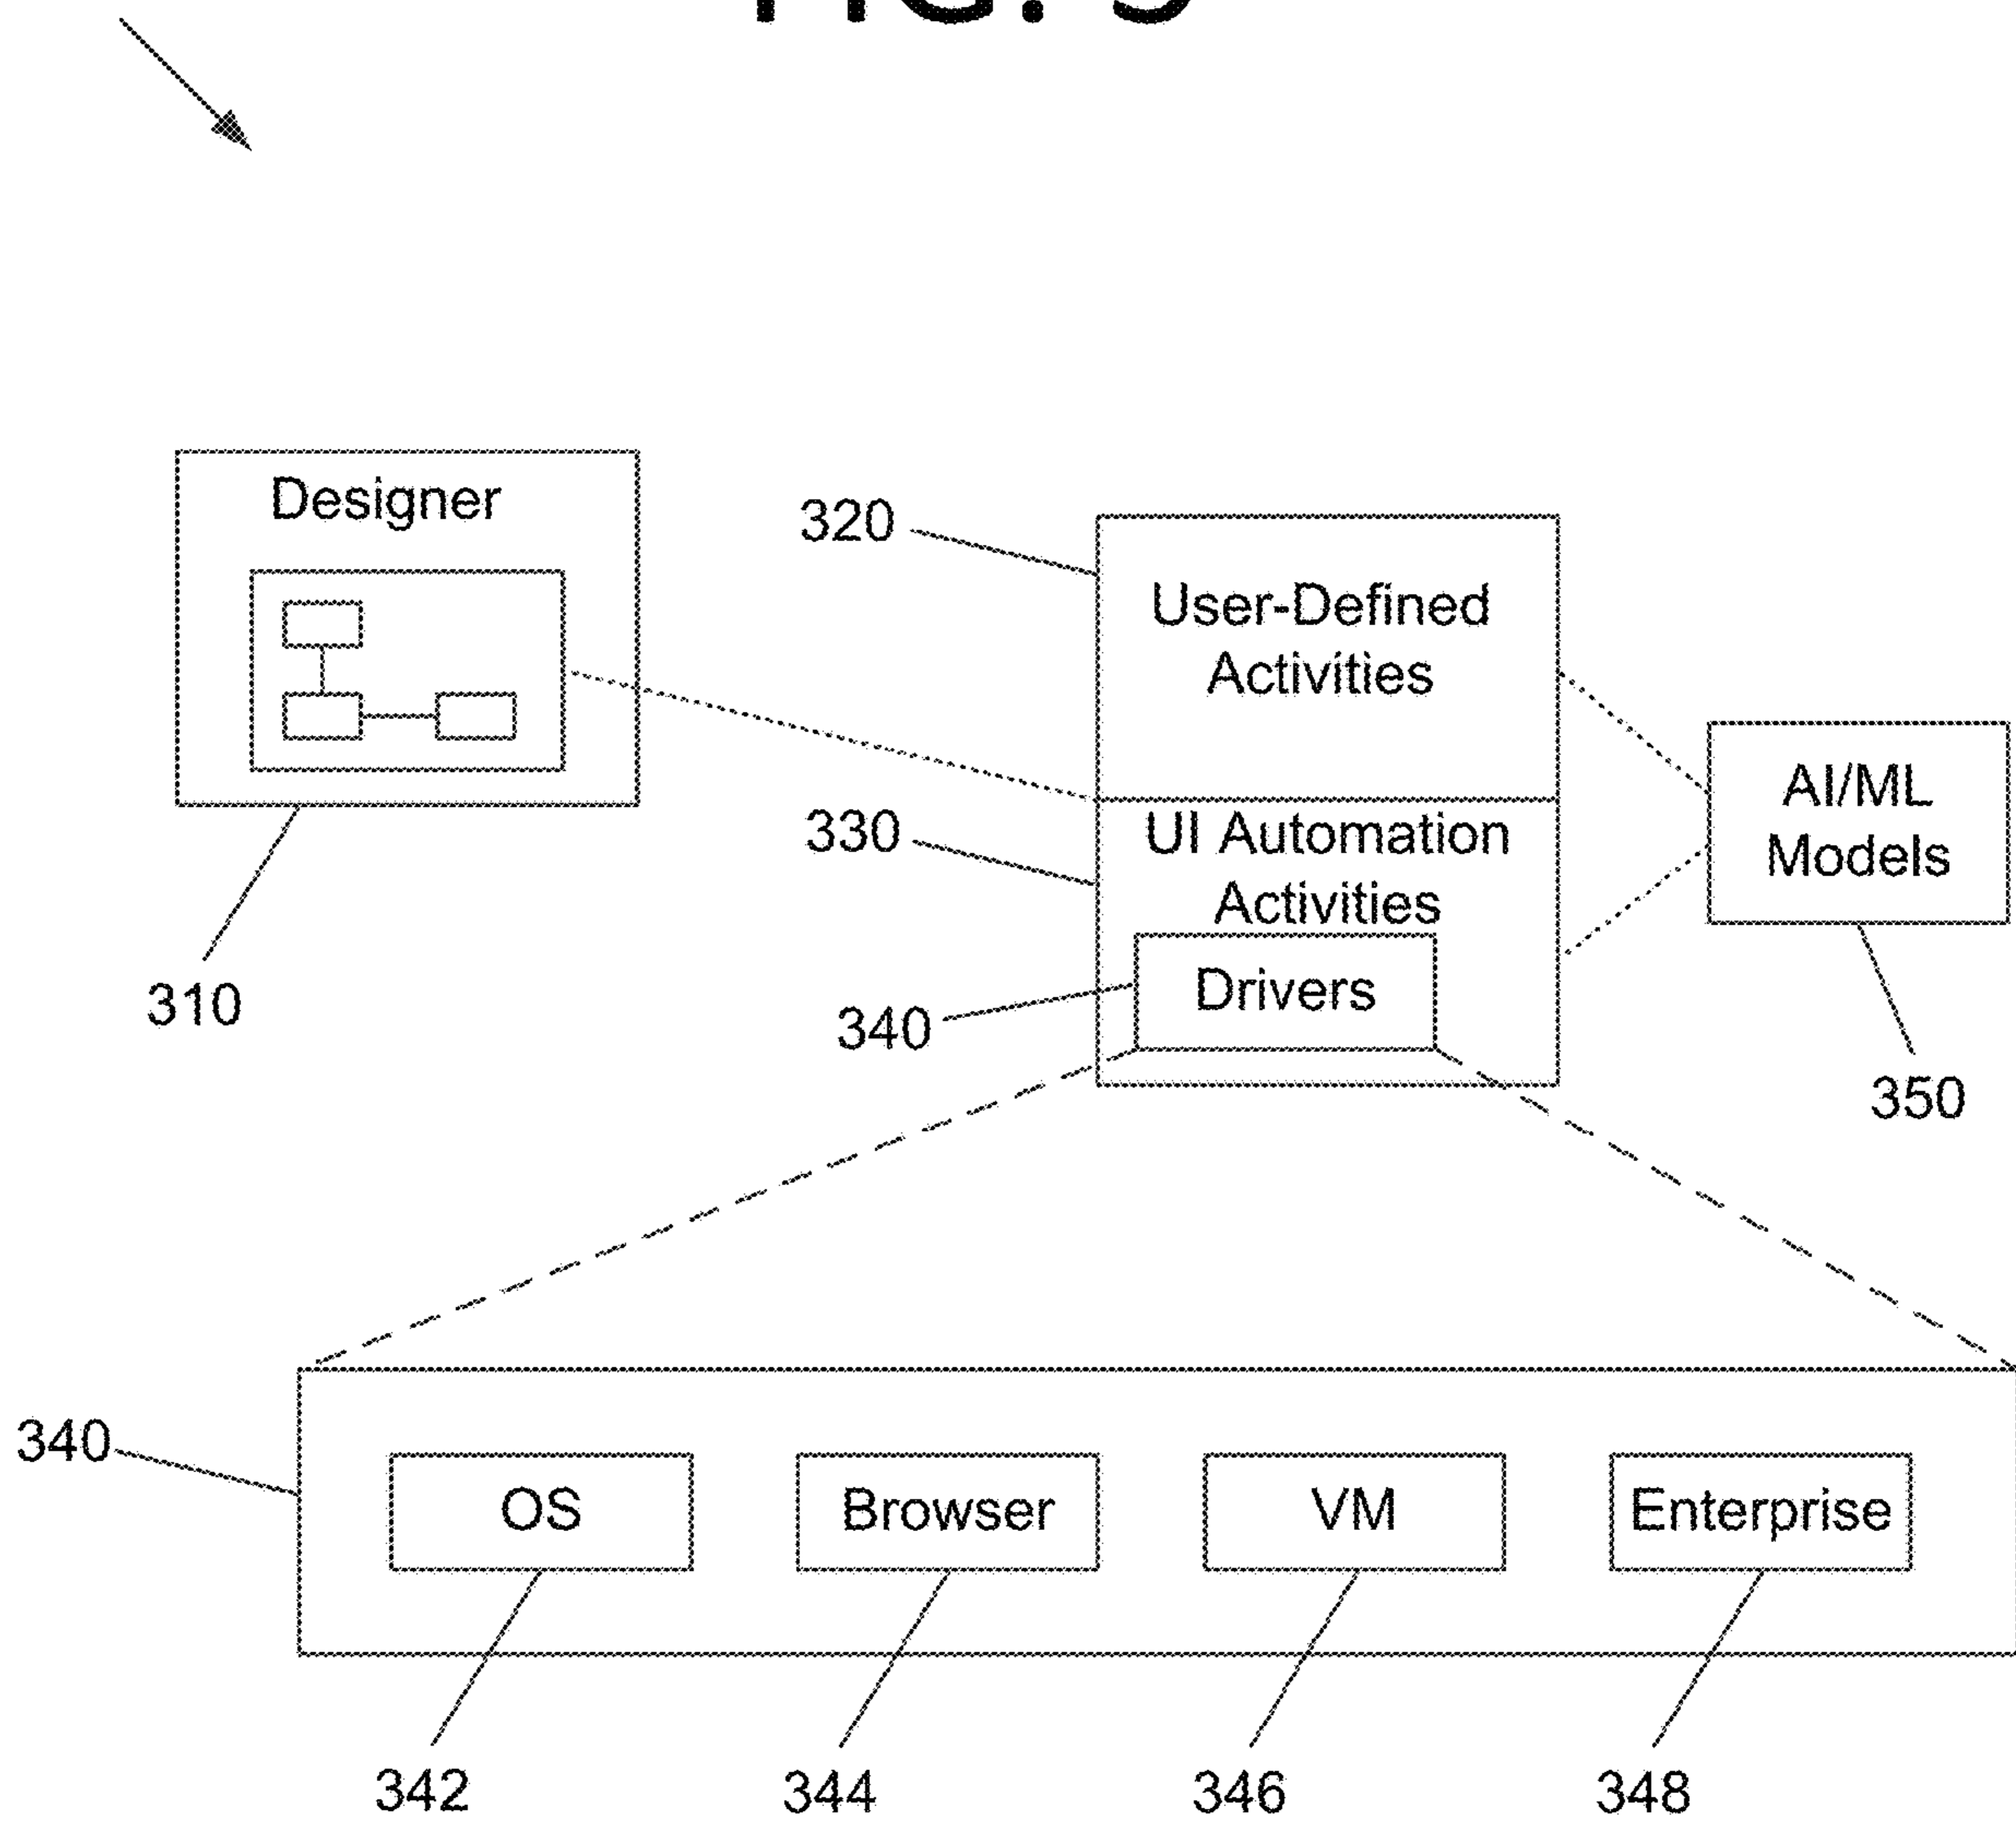 Designer
320
User-Defined
Activities
AI/ML
Models
330
UI Automation
Activities
340
Drivers
310
350
340
OS
Browser
VM
Enterprise
342
344
346
348